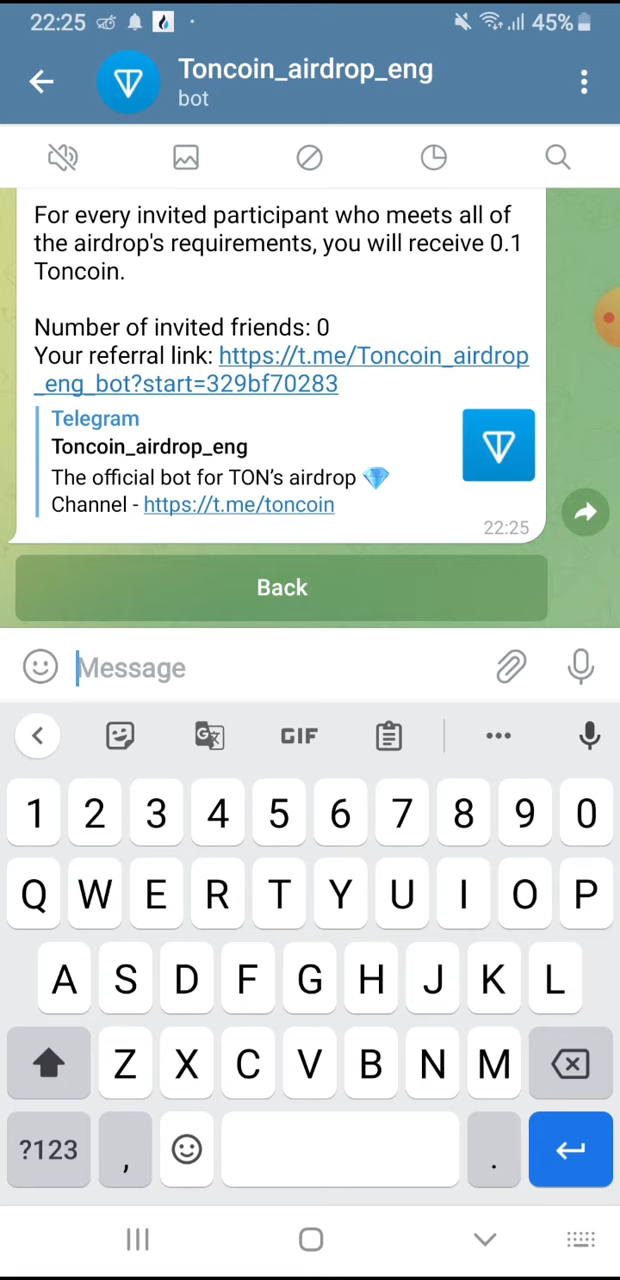 22:25
45%
Toncoin_airdrop_eng
bot
For every invited participant who meets all of
the airdrop's requirements, you will receive 0.1
Toncoin.
Number of invited friends: 0
Your referral link: https://t.me/Toncoin_airdrop
_eng_bot?start=329bf70283
Telegram
Toncoin_airdrop_eng
The official bot for TON’s airdrop 💎
Channel - https://t.me/toncoin
22:25
Back
Message
GIF
1 2 3 4 5 6 7 8 9 0
Q W E R T Y U I O P
A S D F G H J K L
Z X C V B N M
?123 , .